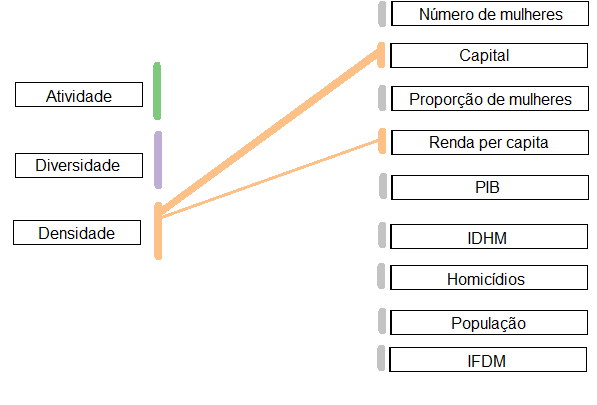 Atividade
Diversidade
Densidade
Número de mulheres
Capital
Proporção de mulheres
Renda per capita
PIB
IDHM
Homicídios
População
IFDM